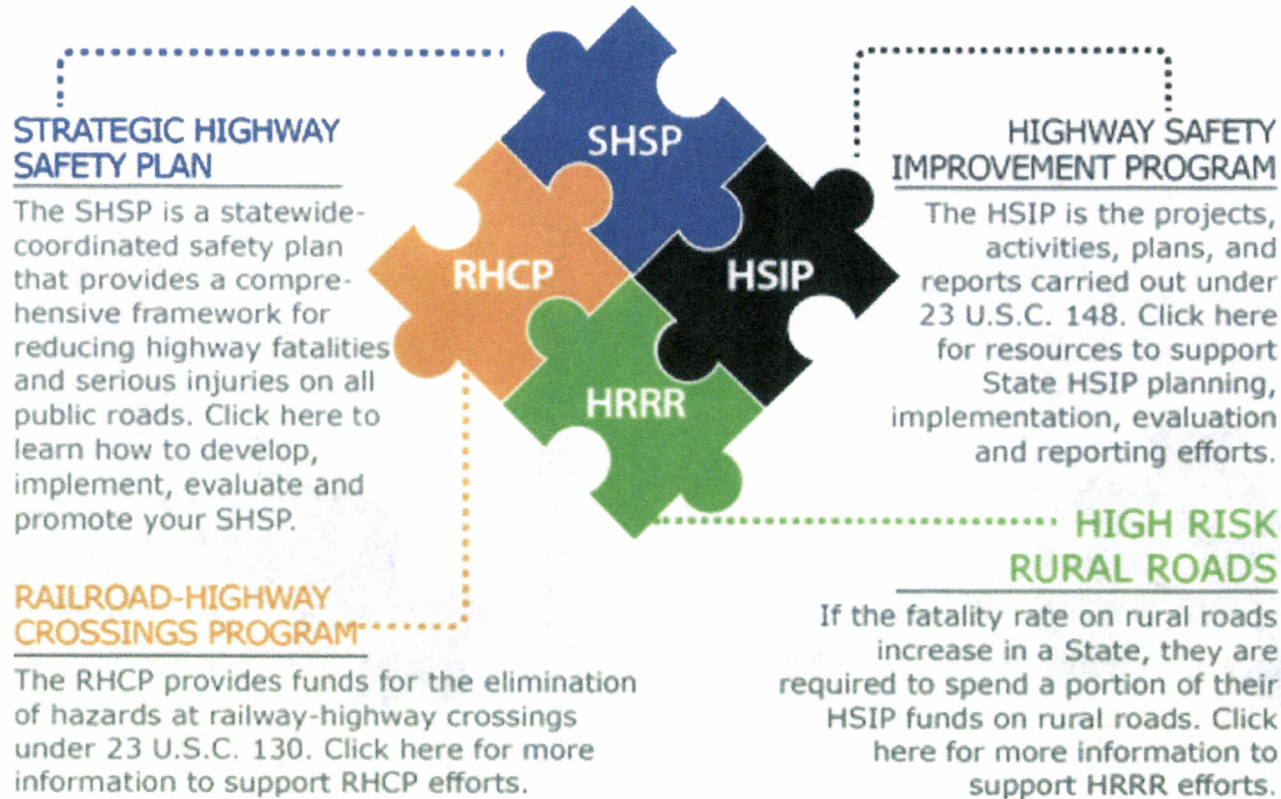 SHSP
RHCP
HSIP
HRRR
STRATEGIC HIGHWAY
SAFETY PLAN
The SHSP is a statewide-
coordinated safety plan
that provides a compre-
hensive framework for
reducing highway fatalities
and serious injuries on all
public roads. Click here to
learn how to develop,
implement, evaluate and
promote your SHSP.
HIGHWAY SAFETY
IMPROVEMENT PROGRAM
The HSIP is the projects,
activities, plans, and
reports carried out under
23 U.S.C. 148. Click here
for resources to support
State HSIP planning,
implementation, evaluation
and reporting efforts.
RAILROAD-HIGHWAY
CROSSINGS PROGRAM
The RHCP provides funds for the elimination
of hazards at railway-highway crossings
under 23 U.S.C. 130. Click here for more
information to support RHCP efforts.
HIGH RISK
RURAL ROADS
If the fatality rate on rural roads
increase in a State, they are
required to spend a portion of their
HSIP funds on rural roads. Click
here for more information to
support HRRR efforts.